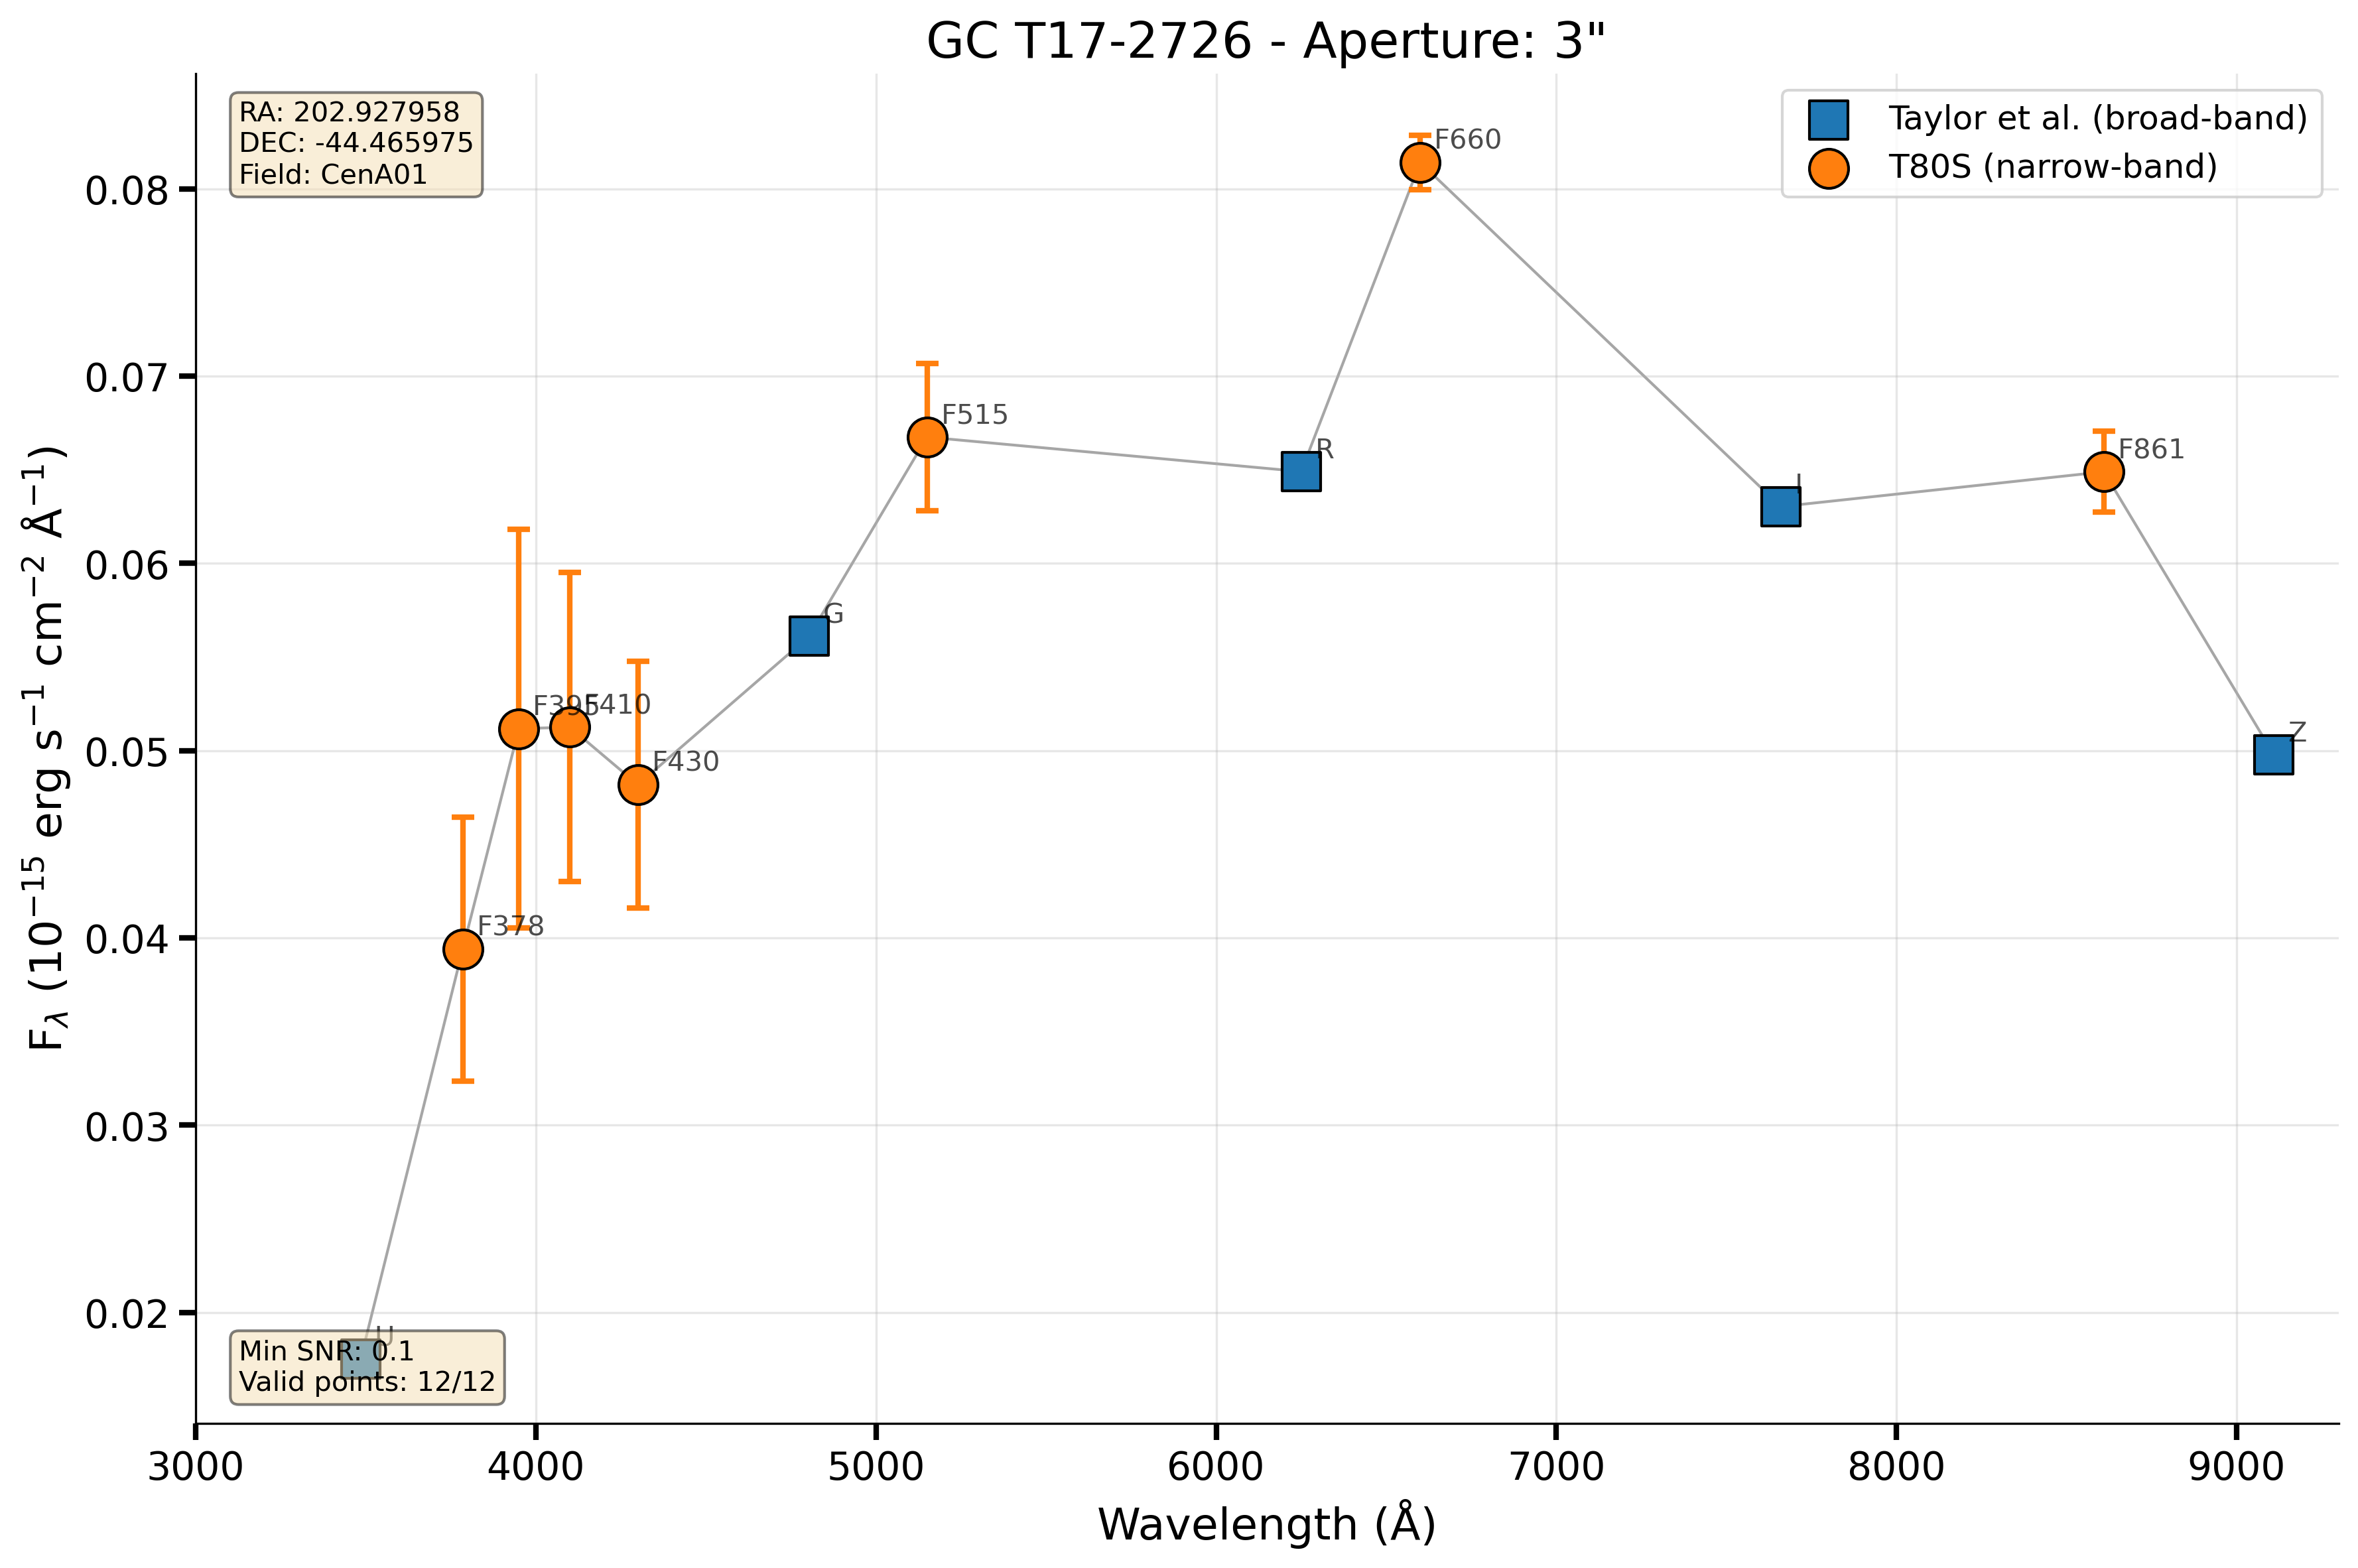 GC T17-2726 - Aperture: 3"
RA: 202.927958
DEC: -44.465975
Field: CenA01
Taylor et al. (broad-band)
T80S (narrow-band)
F660
0.08
0.07
F515
R
F861
I
0.06
G
F395
F410
F430
0.05
Z
F378
0.04
0.03
0.02
U
Min SNR: 0.1
Valid points: 12/12
3000 4000 5000 6000 7000 8000 9000
Wavelength (Å)
Fλ (10⁻¹⁵ erg s⁻¹ cm⁻² Å⁻¹)